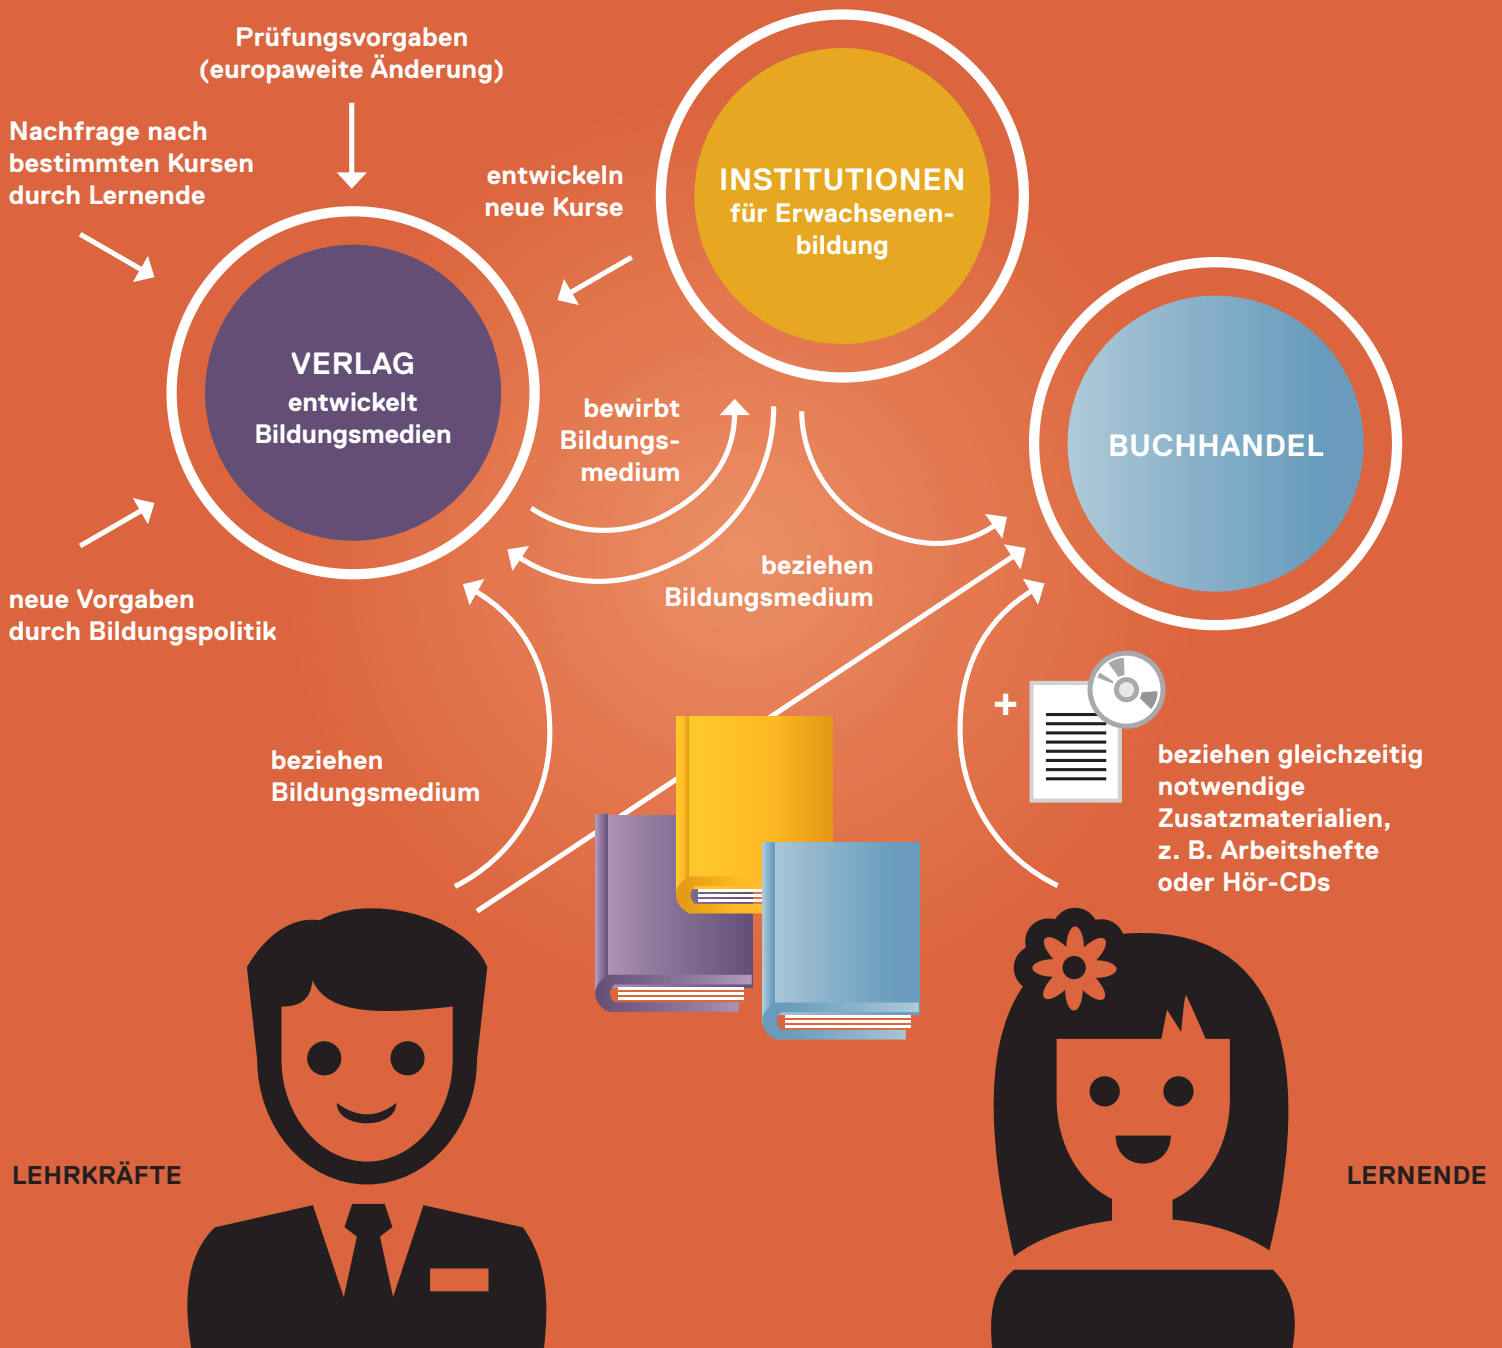 Prüfungsvorgaben
(europaweite Änderung)
Nachfrage nach
bestimmten Kursen
durch Lernende
entwickeln
neue Kurse
INSTITUTIONEN
für Erwachsenen-
bildung
VERLAG
entwickelt
Bildungsmedien
bewirbt
Bildungs-
medium
BUCHHANDEL
beziehen
Bildungsmedium
neue Vorgaben
durch Bildungspolitik
beziehen
Bildungsmedium
+
beziehen gleichzeitig
notwendige
Zusatzmaterialien,
z. B. Arbeitshefte
oder Hör-CDs
LEHRKRÄFTE
LERNENDE